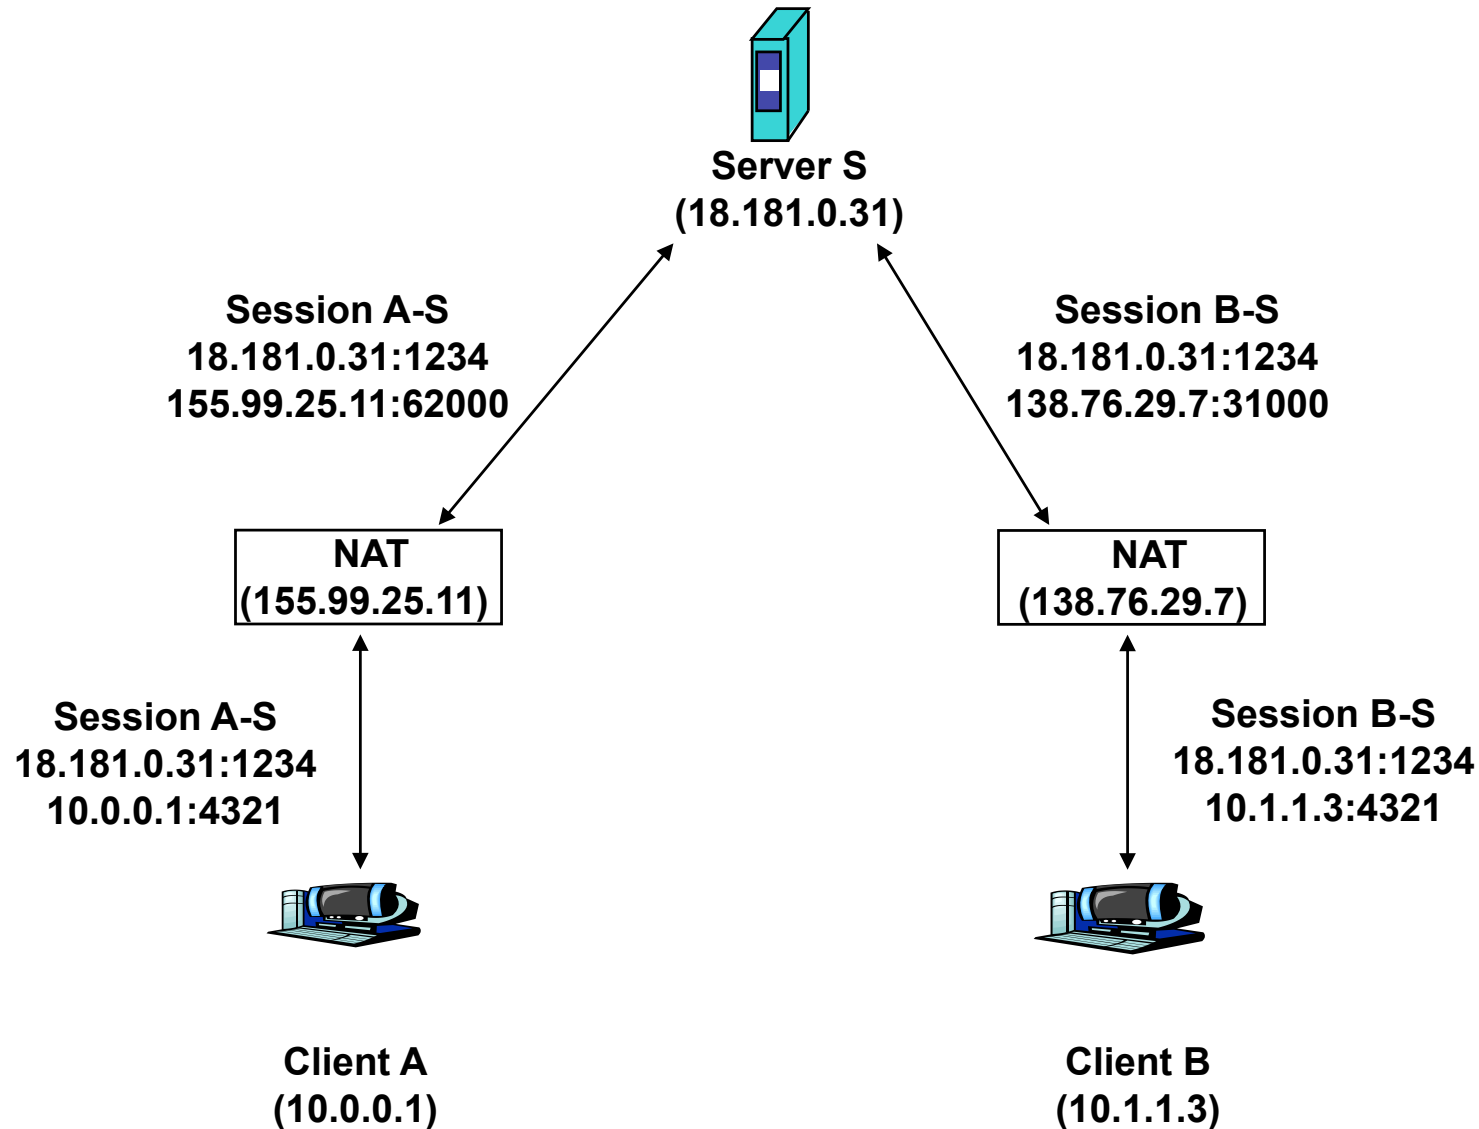 Server S
(18.181.0.31)
Session A-S
18.181.0.31:1234
155.99.25.11:62000
Session B-S
18.181.0.31:1234
138.76.29.7:31000
NAT
(155.99.25.11)
NAT
(138.76.29.7)
Session A-S
18.181.0.31:1234
10.0.0.1:4321
Session B-S
18.181.0.31:1234
10.1.1.3:4321
Client A
(10.0.0.1)
Client B
(10.1.1.3)